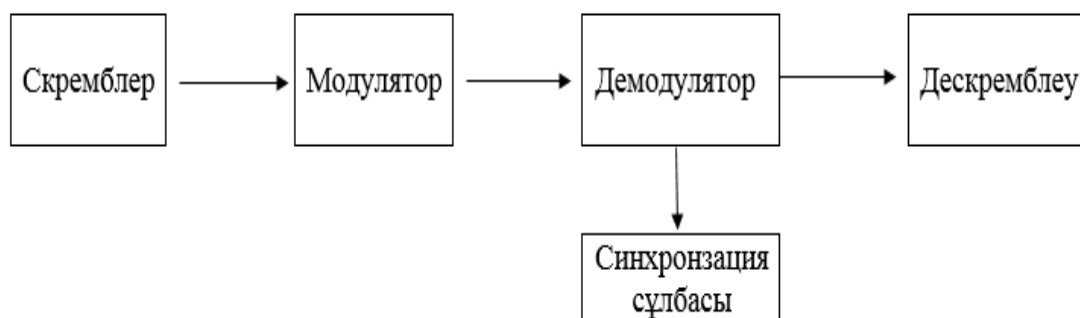 Скремблер
Модулятор
Демодулятор
Дескремблеу
Синхронзация
сұлбасы